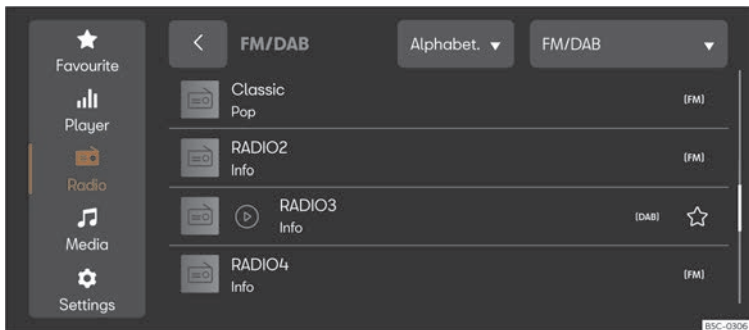 Favourite
Player
Radio
Media
Settings
FM/DAB
Alphabet.
FM/DAB
Classic
Pop
(FM)
RADIO2
Info
(FM)
RADIO3
Info
(DAB)
RADIO4
Info
(FM)
BSC-0306